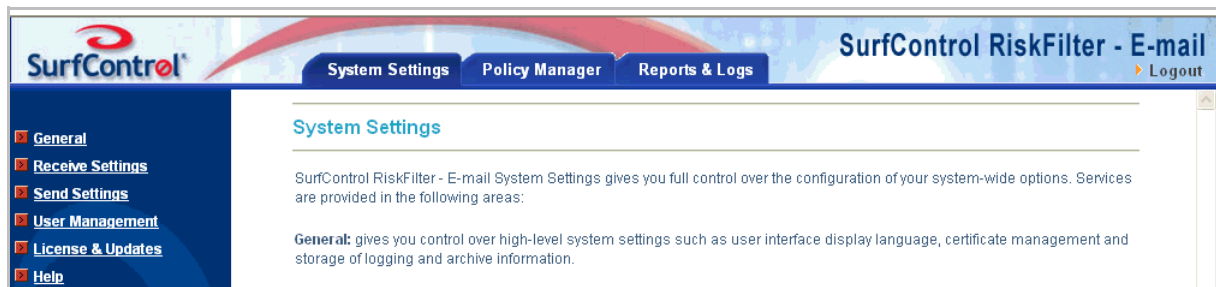 SurfControl
System Settings
Policy Manager
Reports & Logs
SurfControl RiskFilter - E-mail
Logout
General
Receive Settings
Send Settings
User Management
License & Updates
Help
System Settings
SurfControl RiskFilter - E-mail System Settings gives you full control over the configuration of your system-wide options. Services
are provided in the following areas:
General: gives you control over high-level system settings such as user interface display language, certificate management and
storage of logging and archive information.